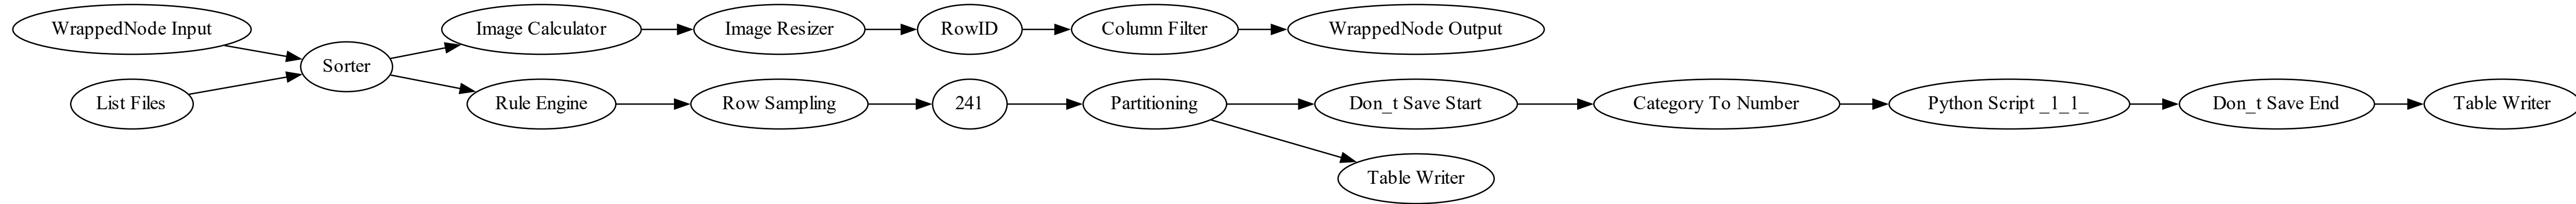 WrappedNode Input
Image Calculator
Image Resizer
RowID
Column Filter
WrappedNode Output
Sorter
List Files
Rule Engine
Row Sampling
241
Partitioning
Don_t Save Start
Category To Number
Python Script _1_1_
Don_t Save End
Table Writer
Table Writer